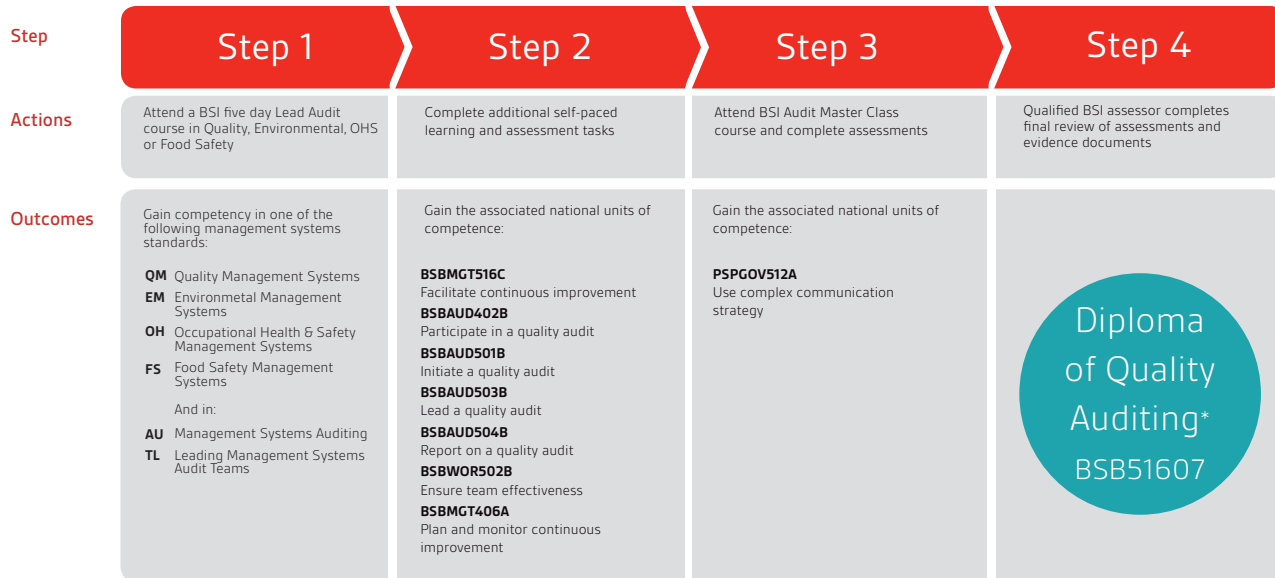 Step
Step 1
Step 2
Step 3
Step 4
Actions
Attend a BSI five day Lead Audit
course in Quality, Environmental, OHS
or Food Safety
Complete additional self-paced
learning and assessment tasks
Attend BSI Audit Master Class
course and complete assessments
Qualified BSI assessor completes
final review of assessments and
evidence documents
Outcomes
Gain competency in one of the
following management systems
standards:
QM Quality Management Systems
EM Environmetal Management
Systems
OH Occupational Health & Safety
Management Systems
FS Food Safety Management
Systems
And in:
AU Management Systems Auditing
TL Leading Management Systems
Audit Teams
Gain the associated national units of
competence:
BSBMGT516C
Facilitate continuous improvement
BSBAUD402B
Participate in a quality audit
BSBAUD501B
Initiate a quality audit
BSBAUD503B
Lead a quality audit
BSBAUD504B
Report on a quality audit
BSBWOR502B
Ensure team effectiveness
BSBMGT406A
Plan and monitor continuous
improvement
Gain the associated national units of
competence:
PSPGOV512A
Use complex communication
strategy
Diploma
of Quality
Auditing*
BSB51607